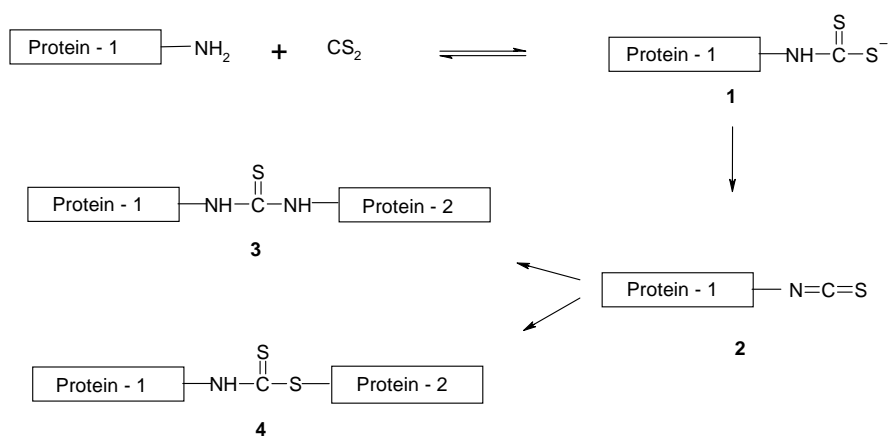 Protein - 1 —NH2 + CS2 Protein - 1 —NH—C—S−
S
1
S
Protein - 1 —NH—C—NH— Protein - 2
3
Protein - 1 — N=C=S
2
S
Protein - 1 —NH—C—S— Protein - 2
4